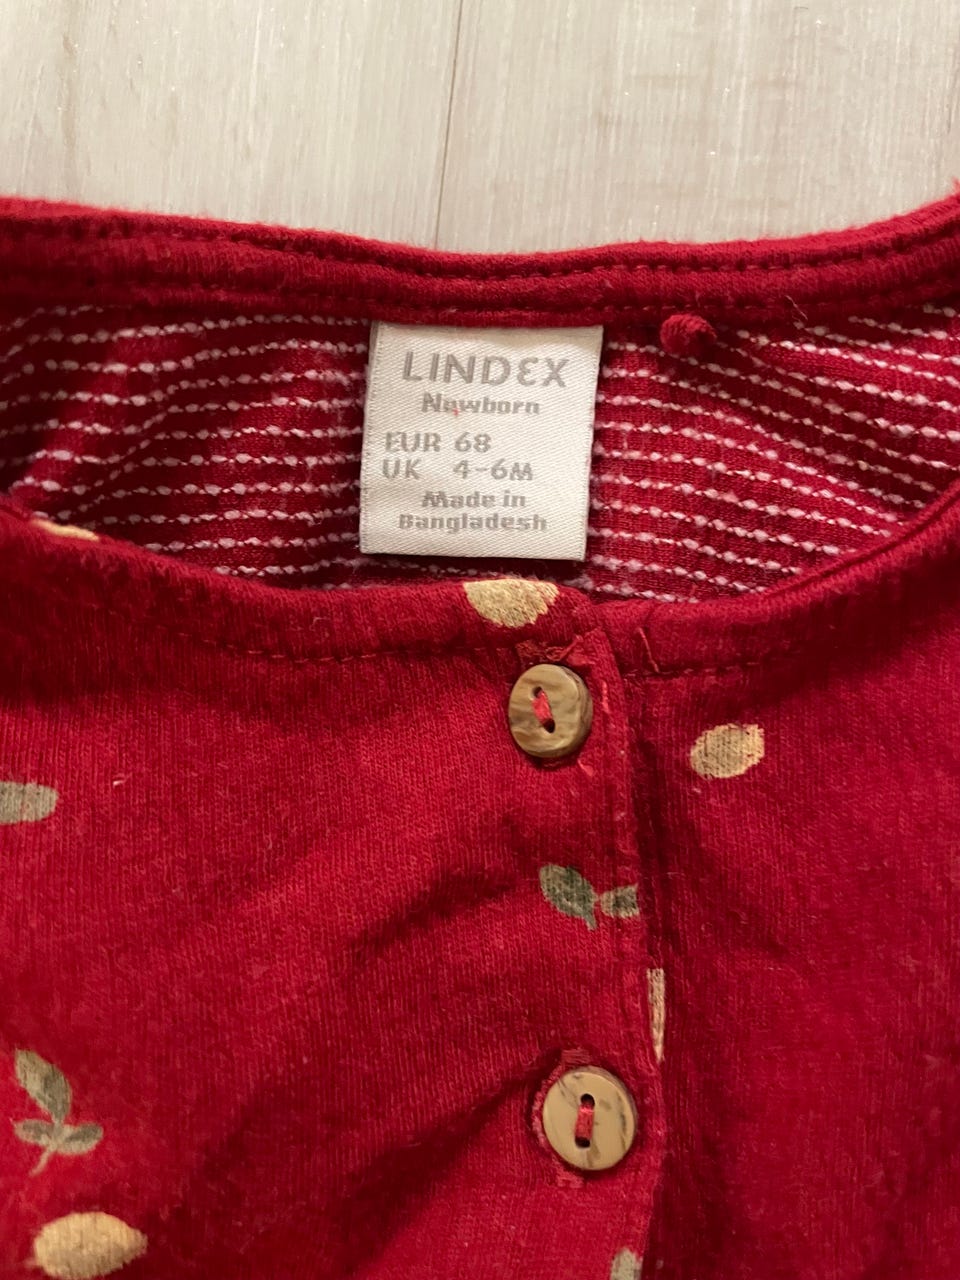 LINDEX
Newborn
EUR 68
UK 4-6M
Made in
Bangladesh